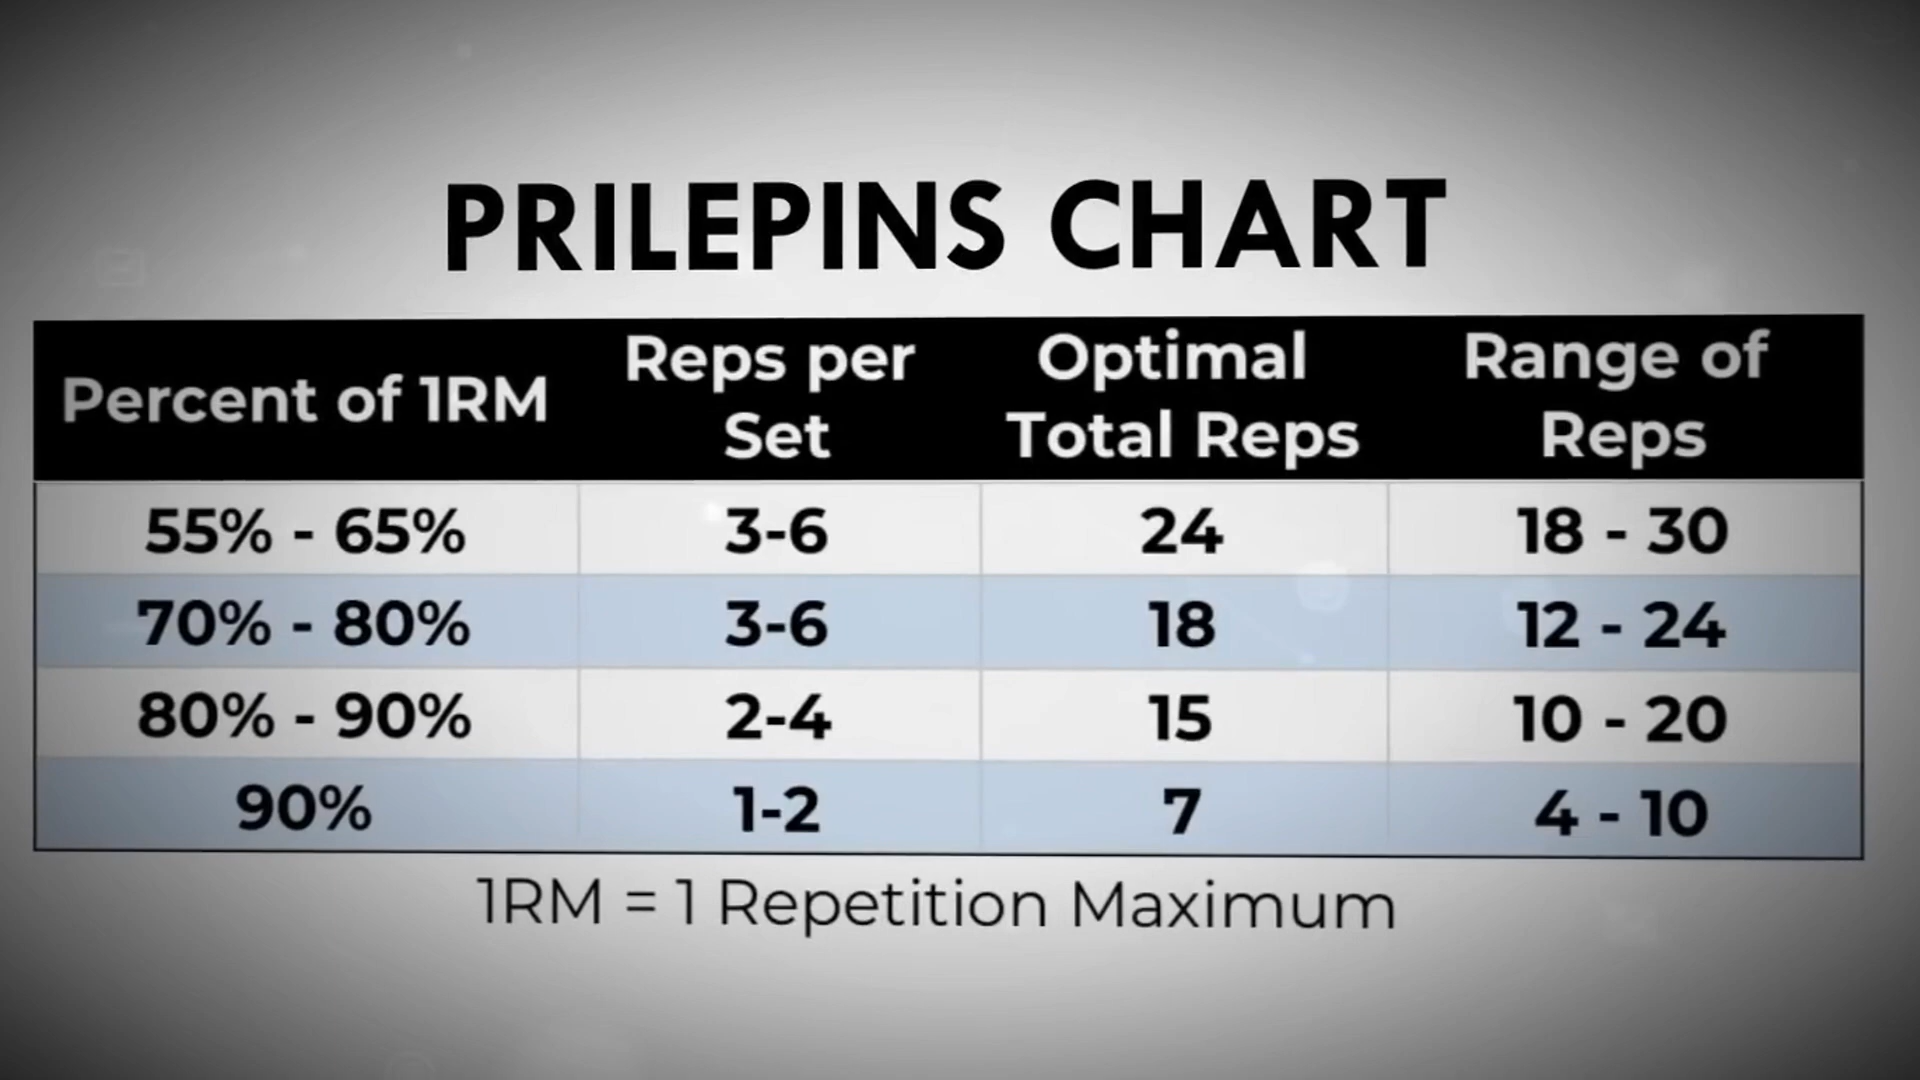 PRILEPINS CHART
Percent of 1RM Reps per Set Optimal Total Reps Range of Reps
55% - 65% 3-6 24 18 - 30
70% - 80% 3-6 18 12 - 24
80% - 90% 2-4 15 10 - 20
90% 1-2 7 4 - 10
1RM = 1 Repetition Maximum